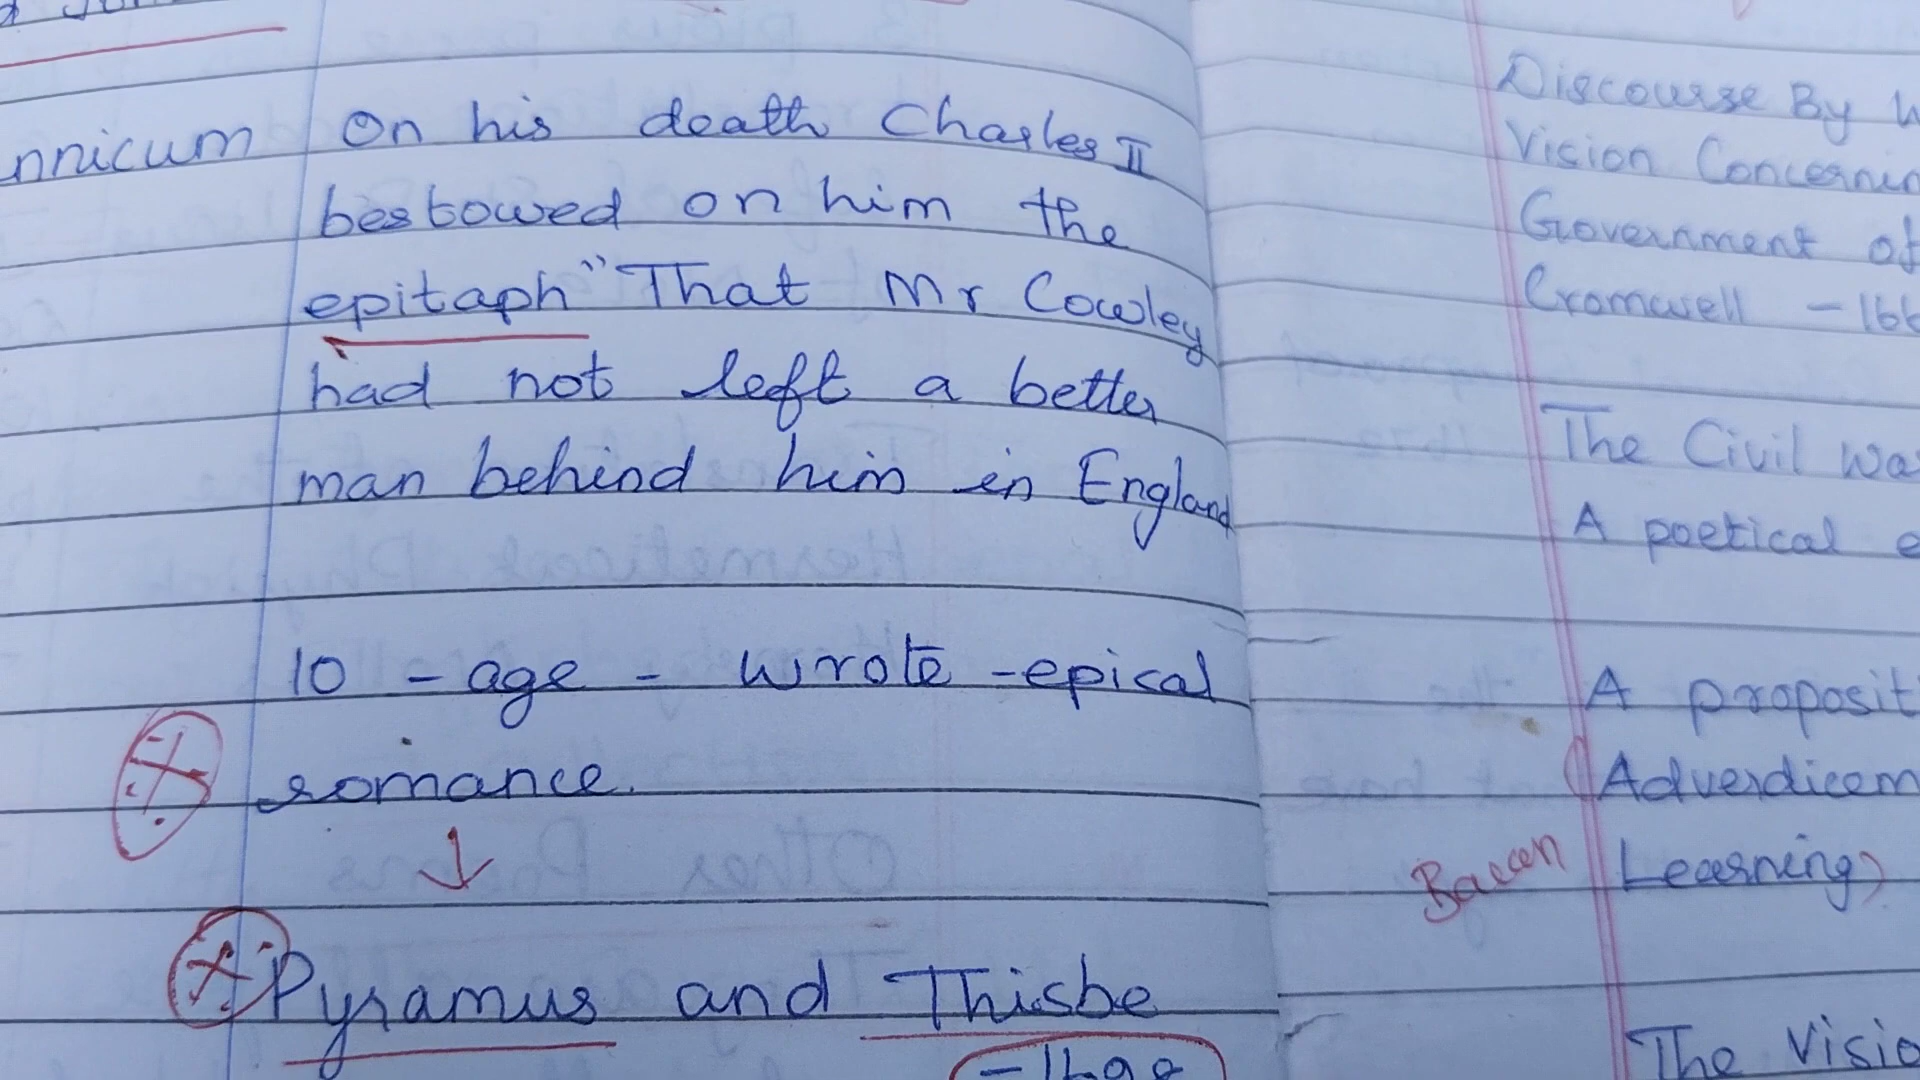 nnicum
On his death Charles II
bestowed on him the
epitaph "That Mr Cowley
had not left a better
man behind him in England
10 - age - wrote - epical
romance.
Pyramus and Thisbe
Discourse By
Vision Concernin
Government of
Cromwell - 166
The Civil Wa
A poetical e
A proposit
(Adverdicem
Bacon
Learning)
The Visio